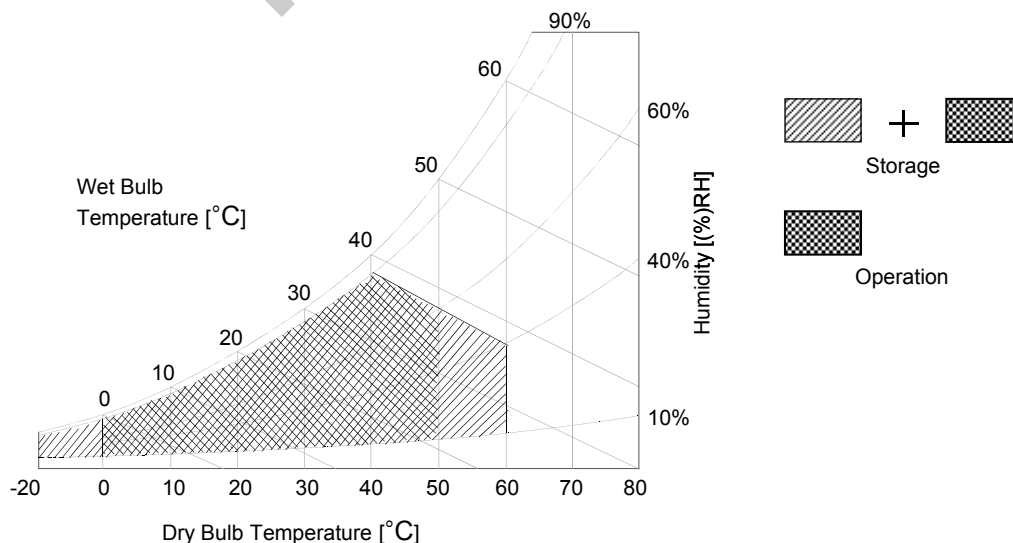 90%
60
60%
50
Wet Bulb
Temperature [°C]
Storage
40
40%
Humidity [(%)RH]
30
Operation
20
10
0
10%
-20 0 10 20 30 40 50 60 70 80
Dry Bulb Temperature [°C]